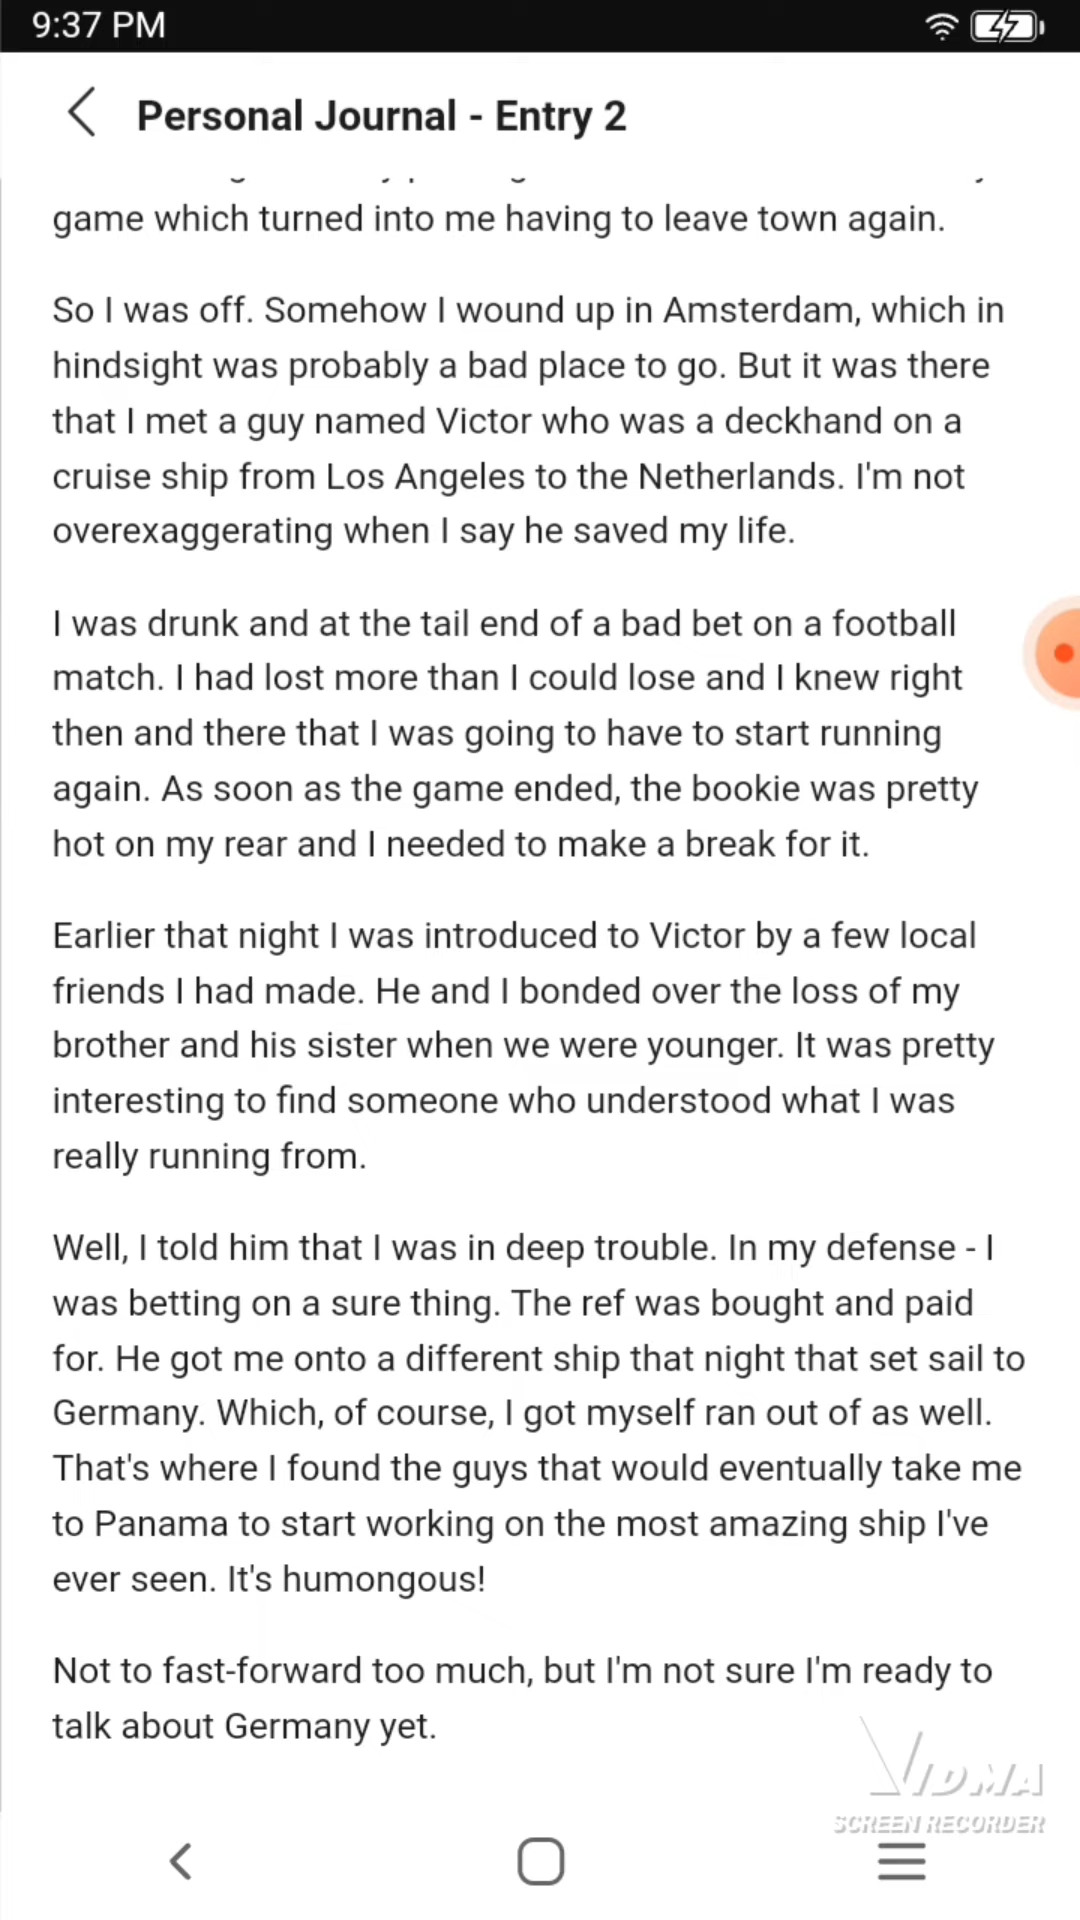 9:37 PM
Personal Journal - Entry 2
game which turned into me having to leave town again.
So I was off. Somehow I wound up in Amsterdam, which in
hindsight was probably a bad place to go. But it was there
that I met a guy named Victor who was a deckhand on a
cruise ship from Los Angeles to the Netherlands. I'm not
overexaggerating when I say he saved my life.
I was drunk and at the tail end of a bad bet on a football
match. I had lost more than I could lose and I knew right
then and there that I was going to have to start running
again. As soon as the game ended, the bookie was pretty
hot on my rear and I needed to make a break for it.
Earlier that night I was introduced to Victor by a few local
friends I had made. He and I bonded over the loss of my
brother and his sister when we were younger. It was pretty
interesting to find someone who understood what I was
really running from.
Well, I told him that I was in deep trouble. In my defense - I
was betting on a sure thing. The ref was bought and paid
for. He got me onto a different ship that night that set sail to
Germany. Which, of course, I got myself ran out of as well.
That's where I found the guys that would eventually take me
to Panama to start working on the most amazing ship I've
ever seen. It's humongous!
Not to fast-forward too much, but I'm not sure I'm ready to
talk about Germany yet.
VIDMA
SCREEN RECORDER